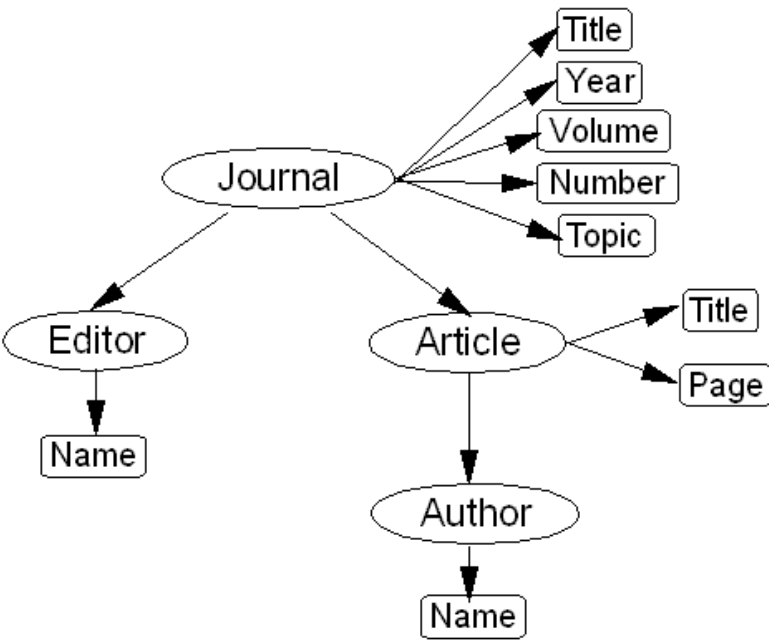 Title
Year
Volume
Journal
Number
Topic
Editor
Article
Title
Page
Name
Author
Name